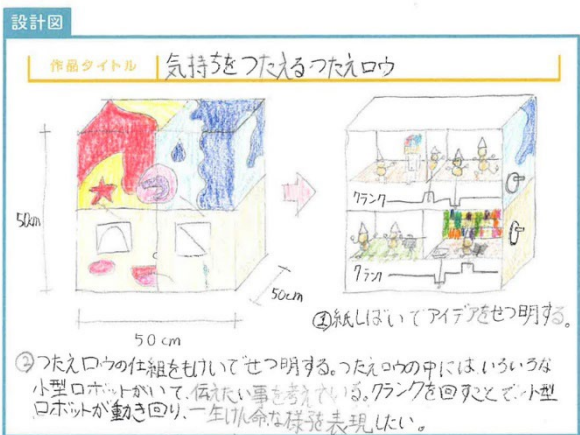 設計図
作品タイトル 気持ちをつたえるつたえロウ
つ
50cm
50cm
50cm
クランク
クランク
①紙しばいでアイデアをせつ明する。
②つたえロウの仕組をもけいでせつ明する。つたえロウの中にはいろいろな
小型ロボットがいて、伝えたい事を考えている。クランクを回すことで、小型
ロボットが動き回り、一生けん命な様子を表現したい。